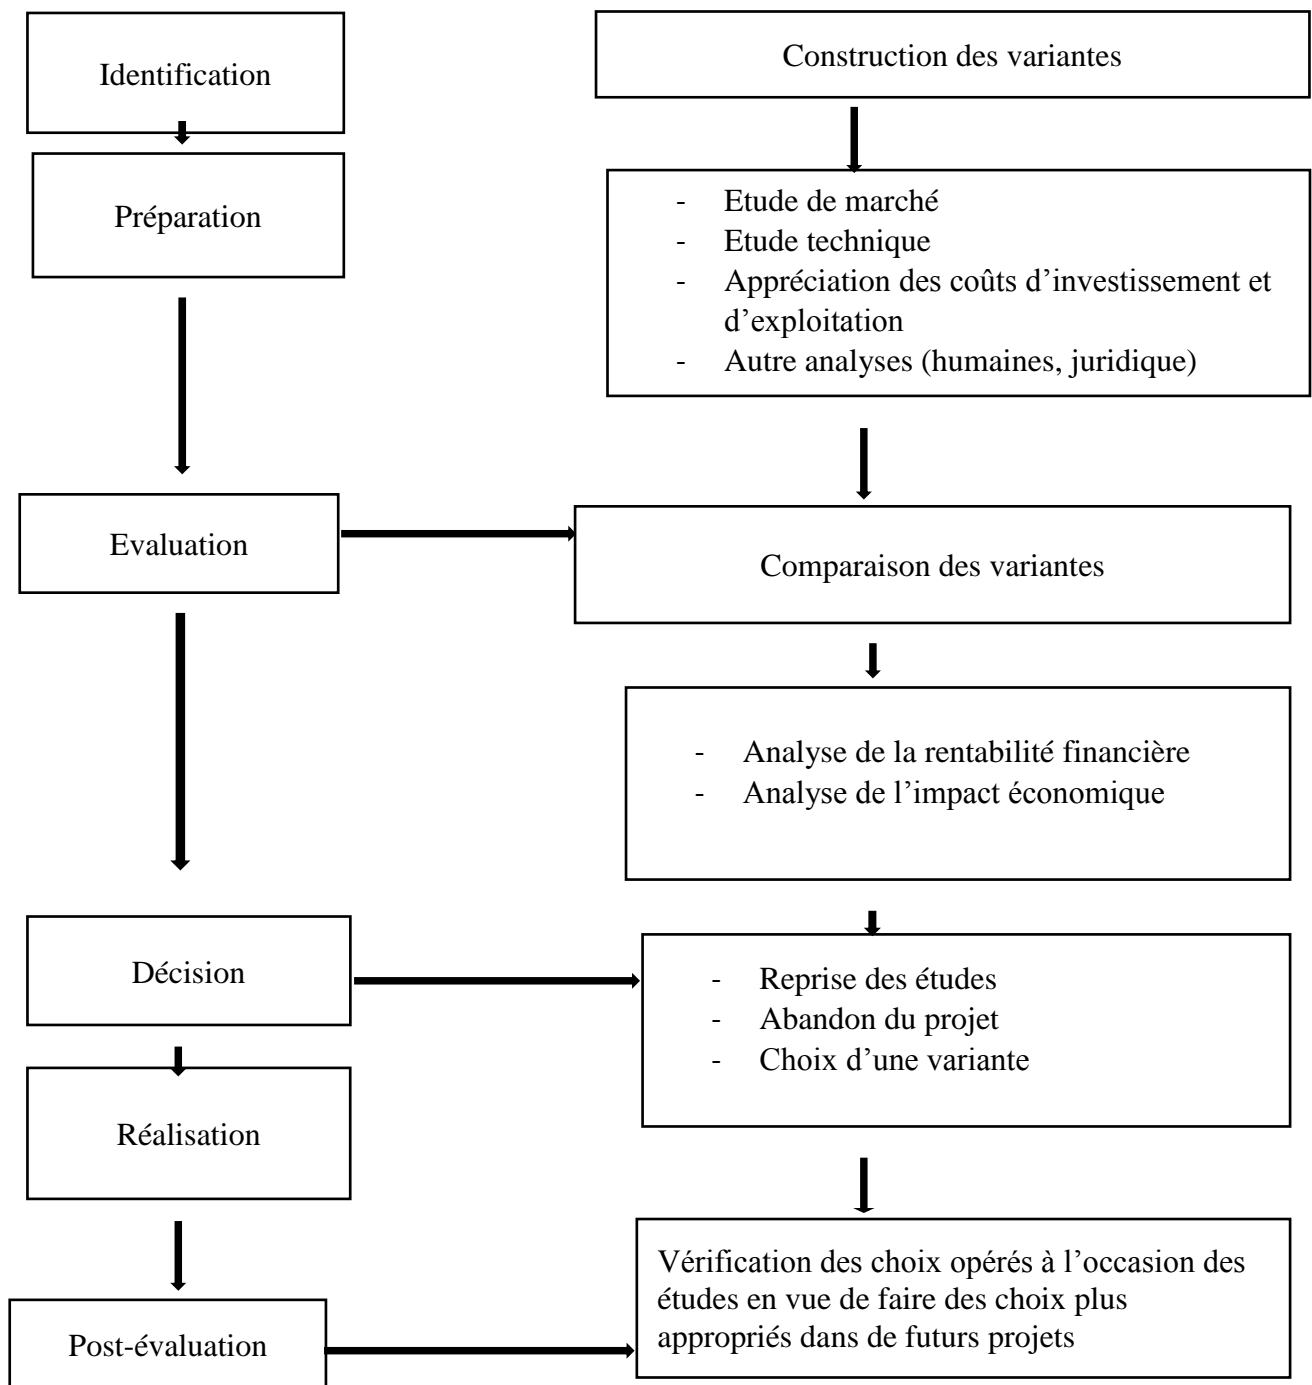 Identification
Construction des variantes
Préparation
- Etude de marché
- Etude technique
- Appréciation des coûts d’investissement et
d’exploitation
- Autre analyses (humaines, juridique)
Evaluation
Comparaison des variantes
- Analyse de la rentabilité financière
- Analyse de l’impact économique
Décision
- Reprise des études
- Abandon du projet
- Choix d’une variante
Réalisation
Vérification des choix opérés à l’occasion des
études en vue de faire des choix plus
appropriés dans de futurs projets
Post-évaluation